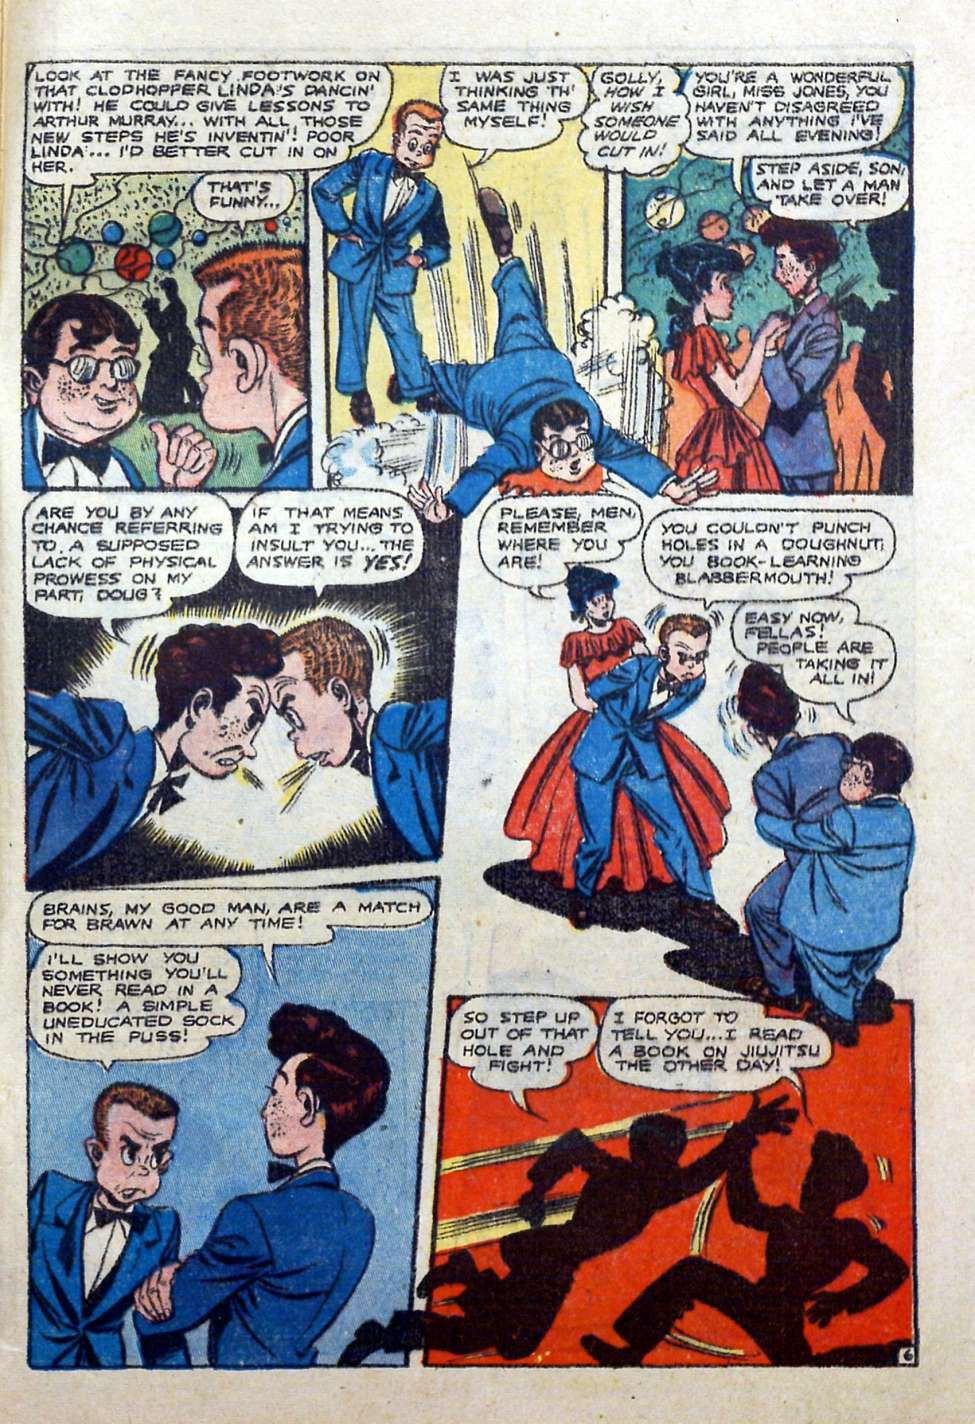 LOOK AT THE FANCY FOOTWORK ON
THAT CLODHOPPER LINDA'S DANCIN'
WITH! HE COULD GIVE LESSONS TO
ARTHUR MURRAY... WITH ALL THOSE
NEW STEPS HE'S INVENTIN'! POOR
LINDA... I'D BETTER CUT IN ON
HER.
THAT'S
FUNNY...
I WAS JUST
THINKING TH'
SAME THING
MYSELF!
GOLLY,
HOW I
WISH
SOMEONE
WOULD
CUT IN!
YOU'RE A WONDERFUL
GIRL, MISS JONES, YOU
HAVEN'T DISAGREED
WITH ANYTHING I'VE
SAID ALL EVENING!
STEP ASIDE, SON,
AND LET A MAN
TAKE OVER!
ARE YOU BY ANY
CHANCE REFERRING
TO A SUPPOSED
LACK OF PHYSICAL
PROWESS ON MY
PART, DOUG?
IF THAT MEANS
AM I TRYING TO
INSULT YOU... THE
ANSWER IS YES!
PLEASE, MEN,
REMEMBER
WHERE YOU
ARE!
YOU COULDN'T PUNCH
HOLES IN A DOUGHNUT,
YOU BOOK-LEARNING
BLABBERMOUTH!
EASY NOW,
FELLAS!
PEOPLE ARE
TAKING IT
ALL IN!
BRAINS, MY GOOD MAN, ARE A MATCH
FOR BRAWN AT ANY TIME!
I'LL SHOW YOU
SOMETHING YOU'LL
NEVER READ IN A
BOOK! A SIMPLE
UNEDUCATED SOCK
IN THE PUSS!
SO STEP UP
OUT OF THAT
HOLE AND
FIGHT!
I FORGOT TO
TELL YOU... I READ
A BOOK ON JIUJITSU
THE OTHER DAY!
6